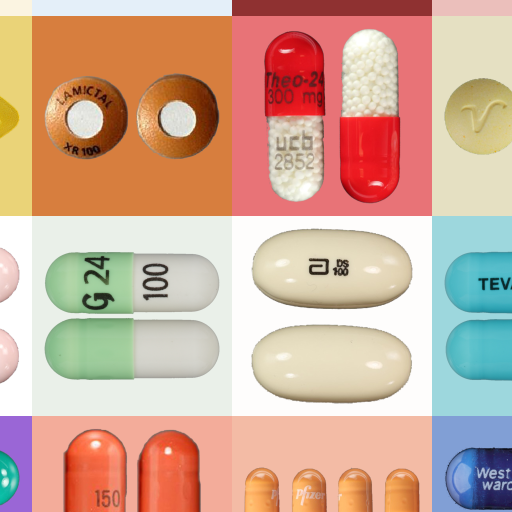 LAMICTAL
XR 100
Theo-24
300 mg
ucb
2852
V
G 24
100
a DS
100
TEVA
150
Pfizer
West
ward